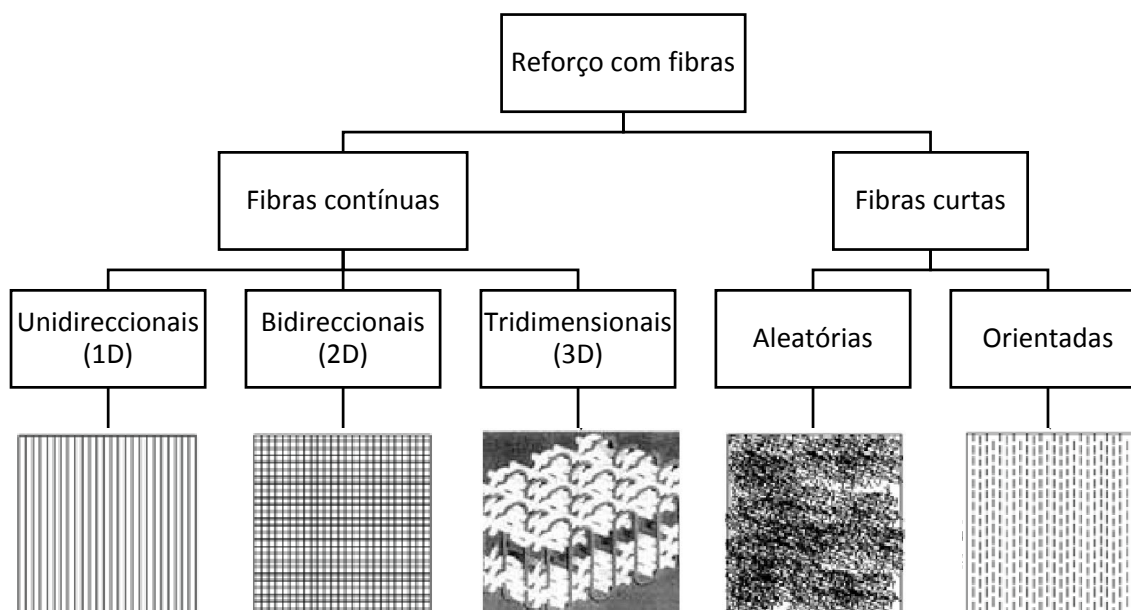 Reforço com fibras
Fibras contínuas
Fibras curtas
Unidireccionais
(1D)
Bidireccionais
(2D)
Tridimensionais
(3D)
Aleatórias
Orientadas